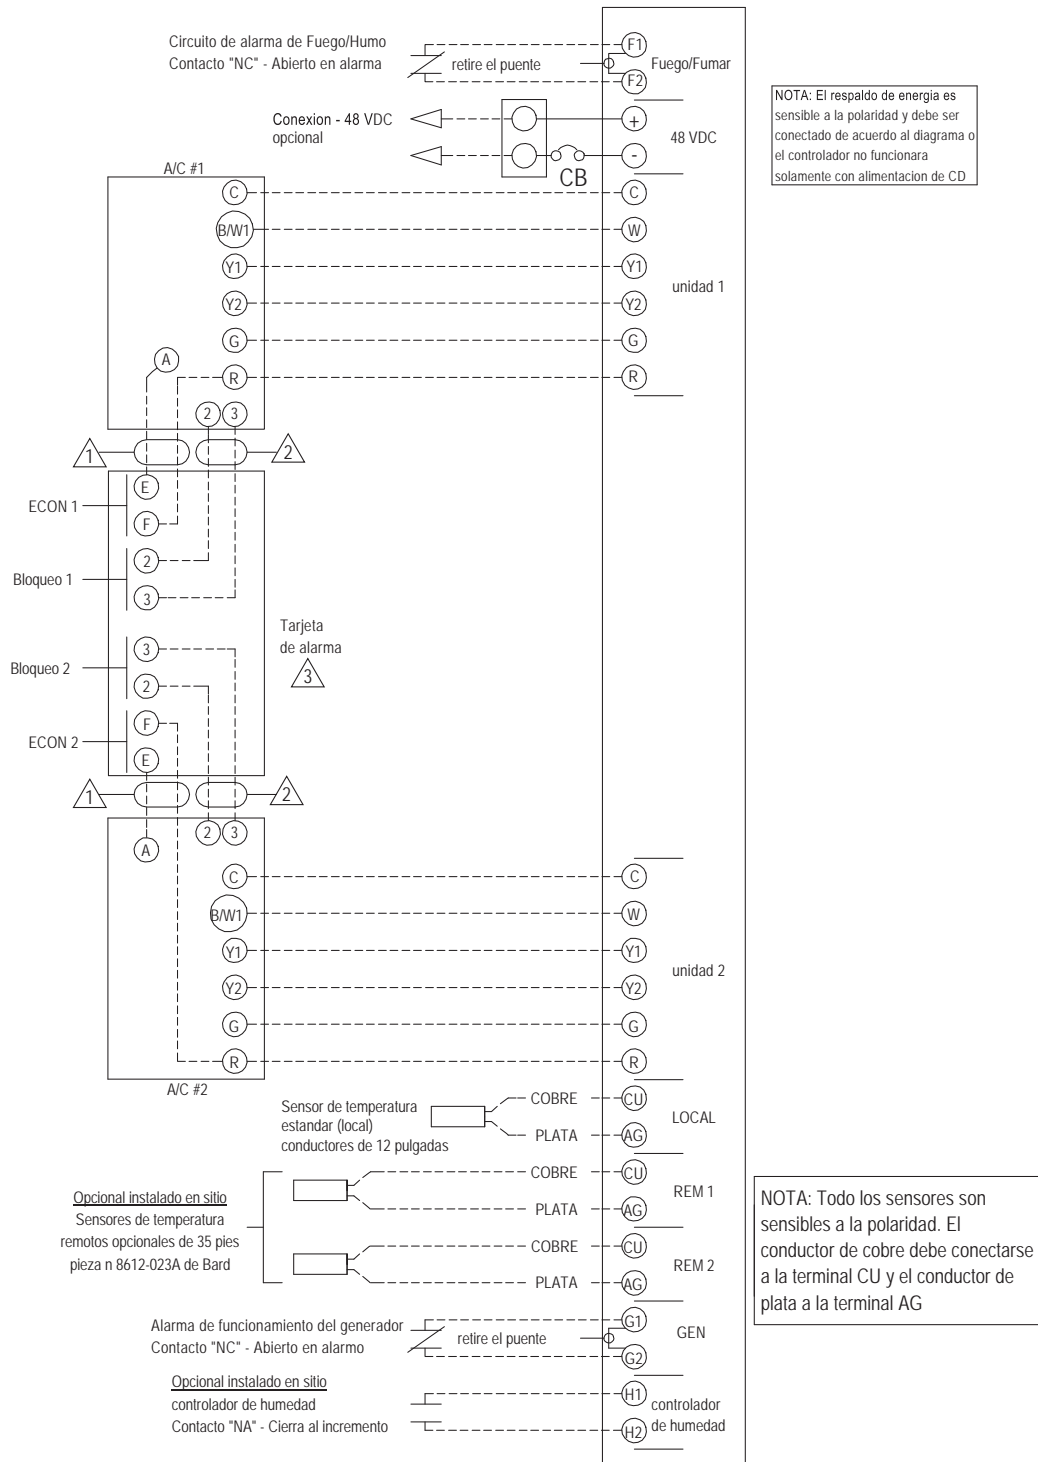 Circuito de alarma de Fuego/Humo
Contacto "NC" - Abierto en alarma
retire el puente
F1
F2
Fuego/Fumar
Conexion - 48 VDC
opcional
CB
+
-
48 VDC
NOTA: El respaldo de energia es
sensible a la polaridad y debe ser
conectado de acuerdo al diagrama o
el controlador no funcionara
solamente con alimentacion de CD
A/C #1
C
B/W1
Y1
Y2
G
R
A
2
3
C
W
Y1
Y2
G
R
unidad 1
1
2
ECON 1
E
F
Bloqueo 1
2
3
Bloqueo 2
3
2
ECON 2
F
E
Tarjeta
de alarma
3
1
2
2
3
A
C
B/W1
Y1
Y2
G
R
A/C #2
C
W
Y1
Y2
G
R
unidad 2
Sensor de temperatura
estandar (local)
conductores de 12 pulgadas
COBRE
PLATA
CU
AG
LOCAL
Opcional instalado en sitio
Sensores de temperatura
remotos opcionales de 35 pies
pieza n 8612-023A de Bard
COBRE
PLATA
CU
AG
REM 1
COBRE
PLATA
CU
AG
REM 2
NOTA: Todo los sensores son
sensibles a la polaridad. El
conductor de cobre debe conectarse
a la terminal CU y el conductor de
plata a la terminal AG
Alarma de funcionamiento del generador
Contacto "NC" - Abierto en alarmo
retire el puente
G1
G2
GEN
Opcional instalado en sitio
controlador de humedad
Contacto "NA" - Cierra al incremento
H1
H2
controlador
de humedad